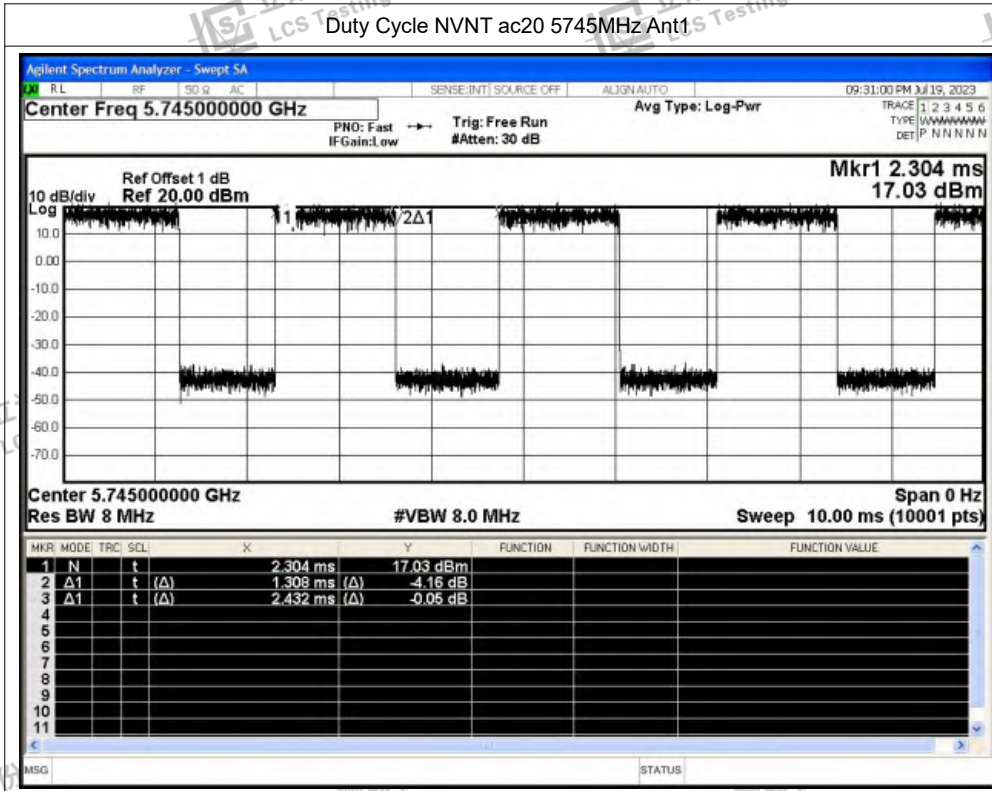 LCS Testing
LCS Testing
Duty Cycle NVNT ac20 5745MHz Ant1
Agilent Spectrum Analyzer - Swept SA
RL RF 50 Ω AC SENSE:INT SOURCE OFF ALIGN AUTO 09:31:00 PM Jul 19, 2023
Center Freq 5.745000000 GHz Avg Type: Log-Pwr TRACE 1 2 3 4 5 6
PNO: Fast Trig: Free Run TYPE WWWWWW
IFGain:Low #Atten: 30 dB DET P N N N N N
Mkr1 2.304 ms
Ref Offset 1 dB
10 dB/div Ref 20.00 dBm 17.03 dBm
Log
1 2Δ1
10.0
0.00
-10.0
-20.0
-30.0
-40.0
-50.0
-60.0
-70.0
Center 5.745000000 GHz Span 0 Hz
Res BW 8 MHz #VBW 8.0 MHz Sweep 10.00 ms (10001 pts)
MKR MODE TRC SCL X Y FUNCTION FUNCTION WIDTH FUNCTION VALUE
1 N t 2.304 ms 17.03 dBm
2 Δ1 t (Δ) 1.308 ms (Δ) -4.16 dB
3 Δ1 t (Δ) 2.432 ms (Δ) -0.05 dB
4
5
6
7
8
9
10
11
MSG STATUS